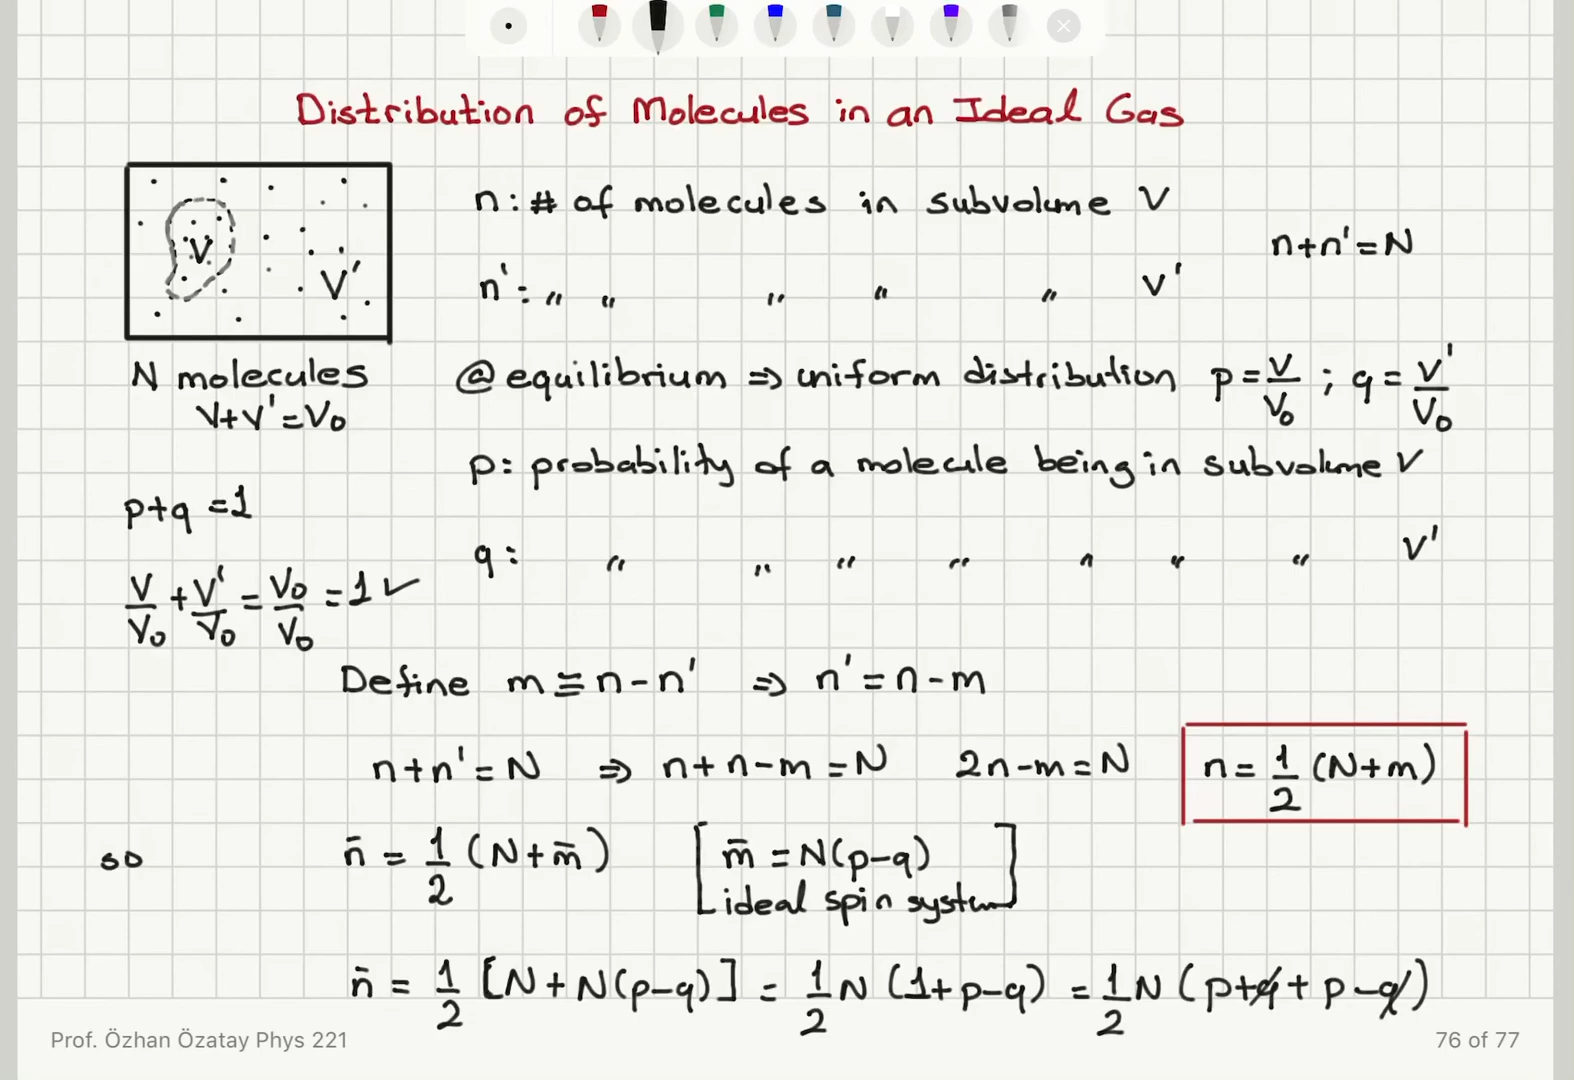 Distribution of Molecules in an Ideal Gas
V
V'
N molecules
V+V'=V₀
n: # of molecules in subvolume V
n': " " " " " V'
n+n'=N
@ equilibrium ⇒ uniform distribution p=V/V₀ ; q=V'/V₀
p: probability of a molecule being in subvolume V
q: " " " " " " " V'
p+q=1
V/V₀ + V'/V₀ = V₀/V₀ = 1 ✓
Define m ≡ n-n' ⇒ n'=n-m
n+n'=N ⇒ n+n-m=N 2n-m=N n=1/2 (N+m)
so n̄ = 1/2 (N+m̄) [m̄ = N(p-q)
ideal spin system]
n̄ = 1/2 [N+N(p-q)] = 1/2 N (1+p-q) = 1/2 N (p+q+p-q)
Prof. Özhan Özatay Phys 221
76 of 77